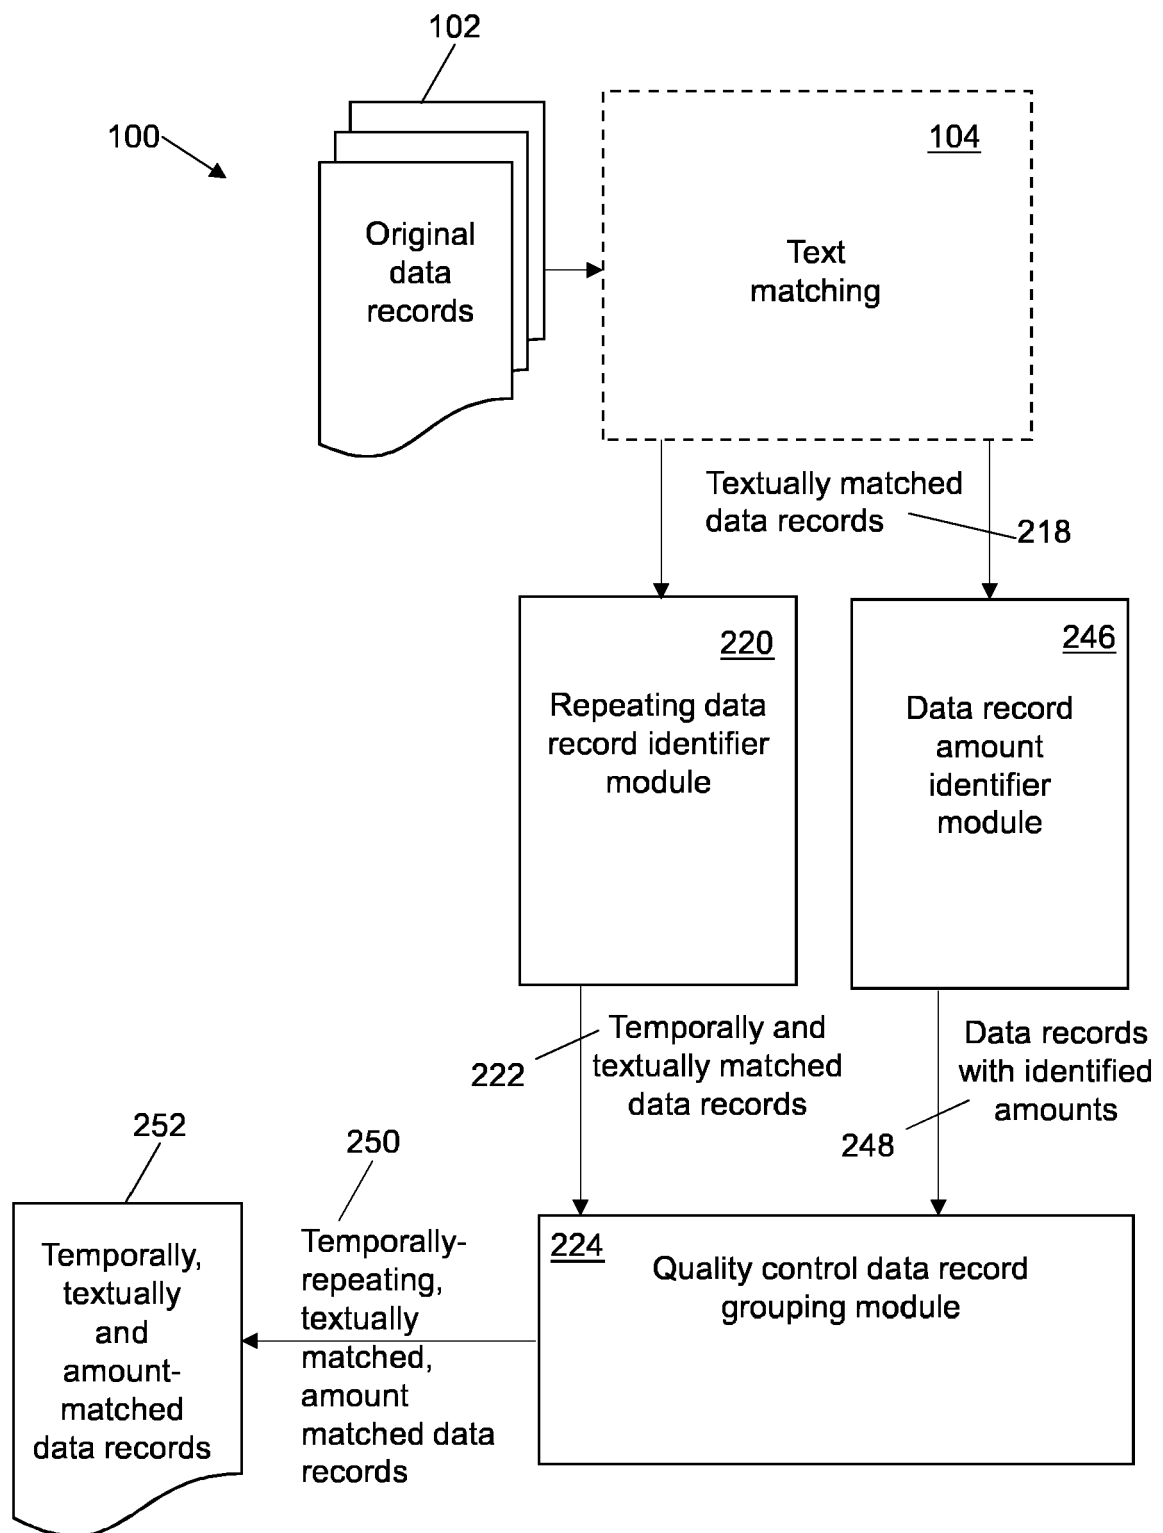 102
100
104
Original
data
records
Text
matching
Textually matched
data records
218
220
Repeating data
record identifier
module
246
Data record
amount
identifier
module
222
Temporally and
textually matched
data records
Data records
with identified
amounts
248
252
250
Temporally,
textually
and
amount-
matched
data records
Temporally-
repeating,
textually
matched,
amount
matched data
records
224
Quality control data record
grouping module